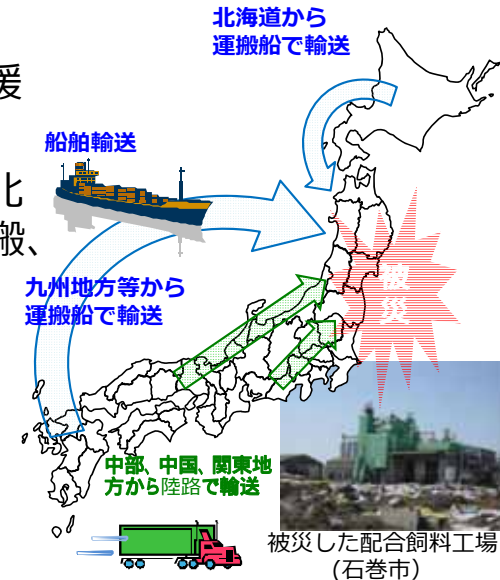 北海道から
運搬船で輸送
援
船舶輸送
北
般、
九州地方等から
運搬船で輸送
被災
中部、中国、関東地
方から陸路で輸送
被災した配合飼料工場
(石巻市)